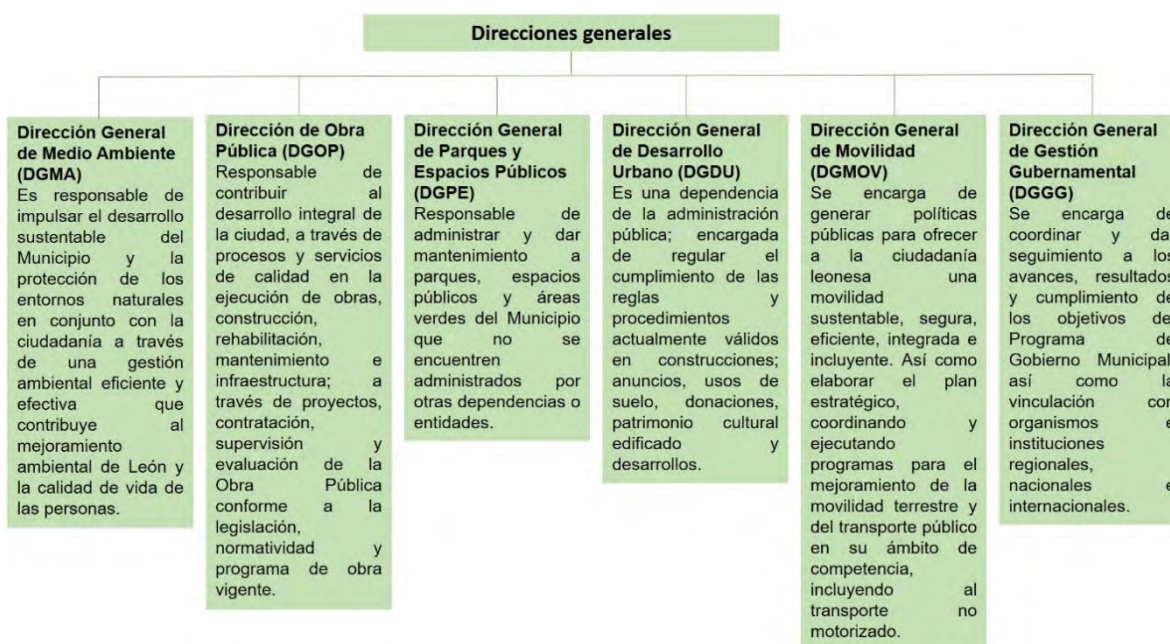 Direcciones generales
Dirección General
de Medio Ambiente
(DGMA)
Es responsable de
impulsar el desarrollo
sustentable del
Municipio y la
protección de los
entornos naturales
en conjunto con la
ciudadanía a través
de una gestión
ambiental eficiente y
efectiva que
contribuye al
mejoramiento
ambiental de León y
la calidad de vida de
las personas.
Dirección de Obra
Pública (DGOP)
Responsable de
contribuir al
desarrollo integral de
la ciudad, a través de
procesos y servicios
de calidad en la
ejecución de obras,
construcción,
rehabilitación,
mantenimiento e
infraestructura; a
través de proyectos,
contratación,
supervisión y
evaluación de la
Obra Pública
conforme a la
legislación,
normatividad y
programa de obra
vigente.
Dirección General
de Parques y
Espacios Públicos
(DGPE)
Responsable de
administrar y dar
mantenimiento a
parques, espacios
públicos y áreas
verdes del Municipio
que no se
encuentren
administrados por
otras dependencias o
entidades.
Dirección General
de Desarrollo
Urbano (DGDU)
Es una dependencia
de la administración
pública; encargada
de regular el
cumplimiento de las
reglas y
procedimientos
actualmente válidos
en construcciones;
anuncios, usos de
suelo, donaciones,
patrimonio cultural
edificado y
desarrollos.
Dirección General
de Movilidad
(DGMOV)
Se encarga de
generar políticas
públicas para ofrecer
a la ciudadanía
leonesa una
movilidad
sustentable, segura,
eficiente, integrada e
incluyente. Así como
elaborar el plan
estratégico,
coordinando y
ejecutando
programas para el
mejoramiento de la
movilidad terrestre y
del transporte público
en su ámbito de
competencia,
incluyendo al
transporte no
motorizado.
Dirección General
de Gestión
Gubernamental
(DGGG)
Se encarga de
coordinar y da
seguimiento a los
avances, resultados
y cumplimiento de
los objetivos de
Programa de
Gobierno Municipal
así como la
vinculación con
organismos e
instituciones
regionales,
nacionales e
internacionales.